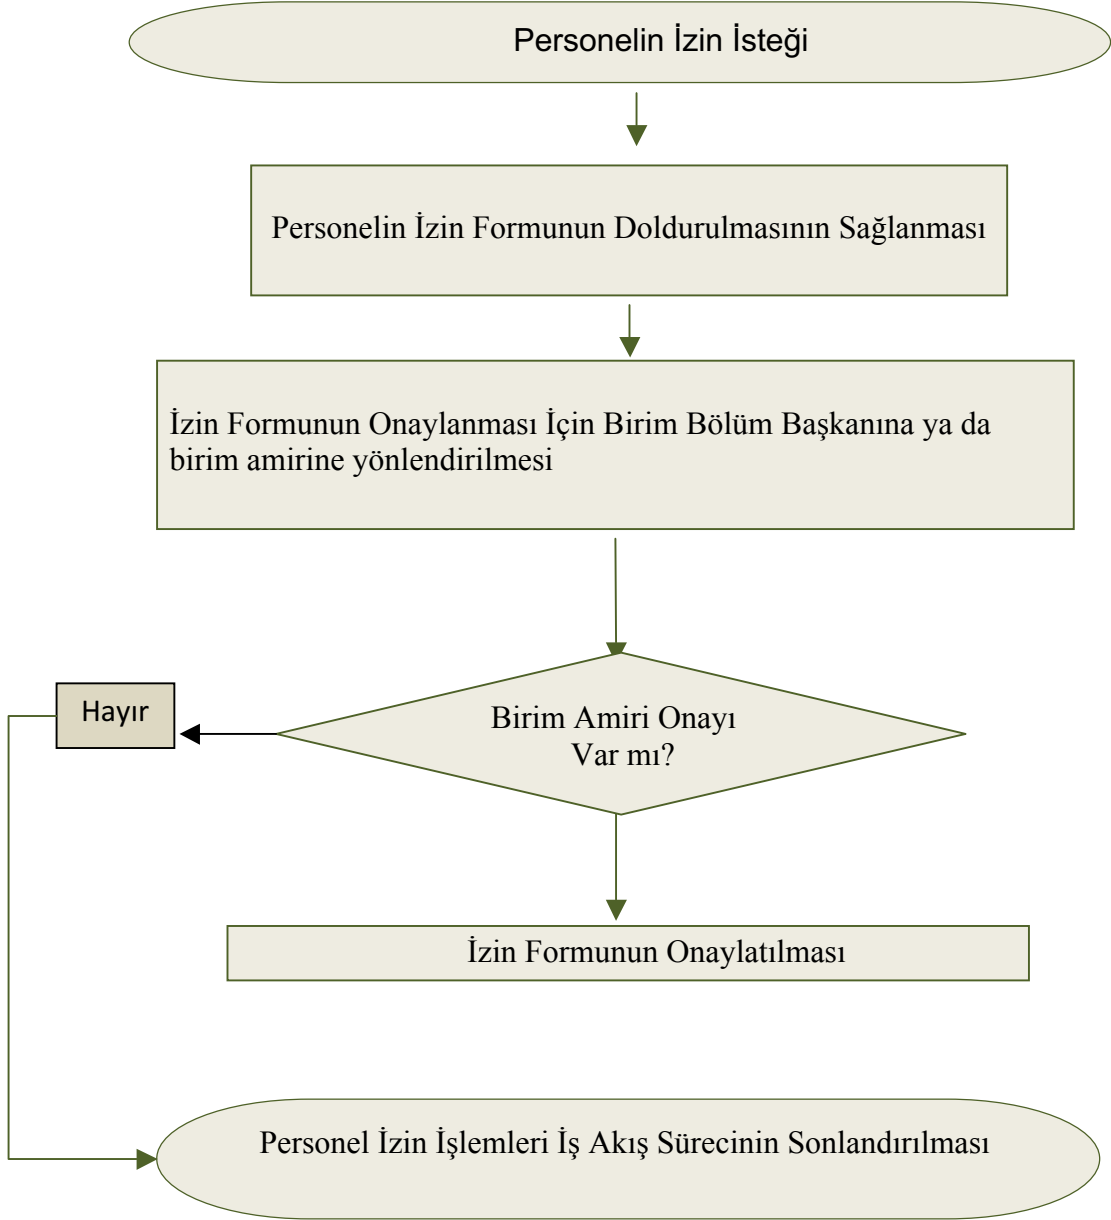 Personelin İzin İsteği
Personelin İzin Formunun Doldurulmasının Sağlanması
İzin Formunun Onaylanması İçin Birim Bölüm Başkanına ya da
birim amirine yönlendirilmesi
Hayır
Birim Amiri Onayı
Var mı?
İzin Formunun Onaylatılması
Personel İzin İşlemleri İş Akış Sürecinin Sonlandırılması